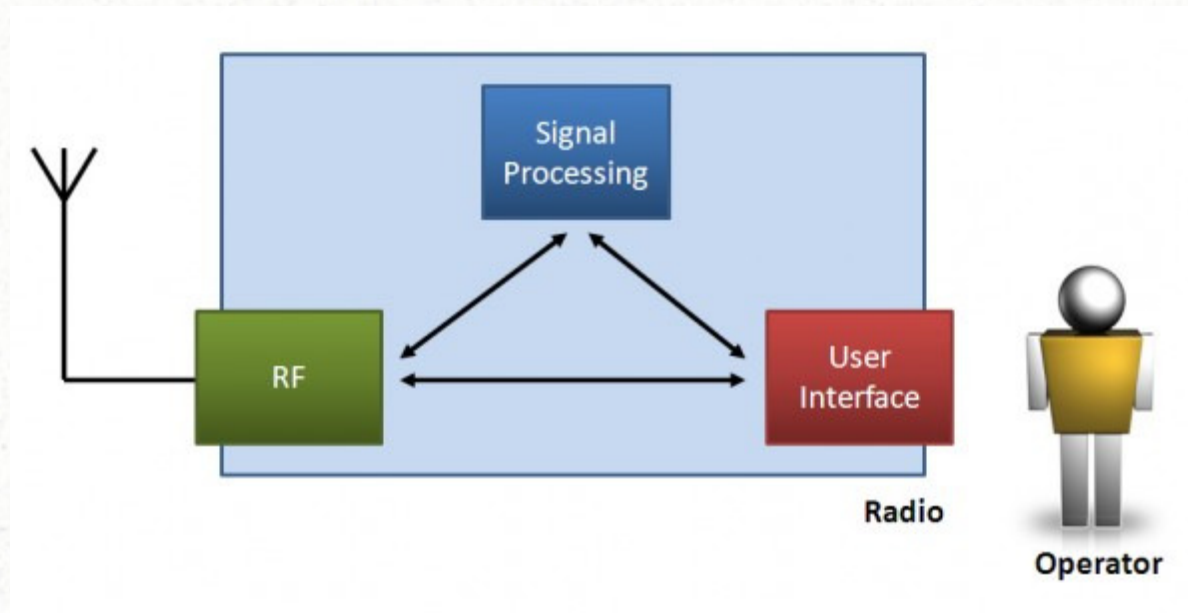 Signal
Processing
RF
User
Interface
Radio
Operator